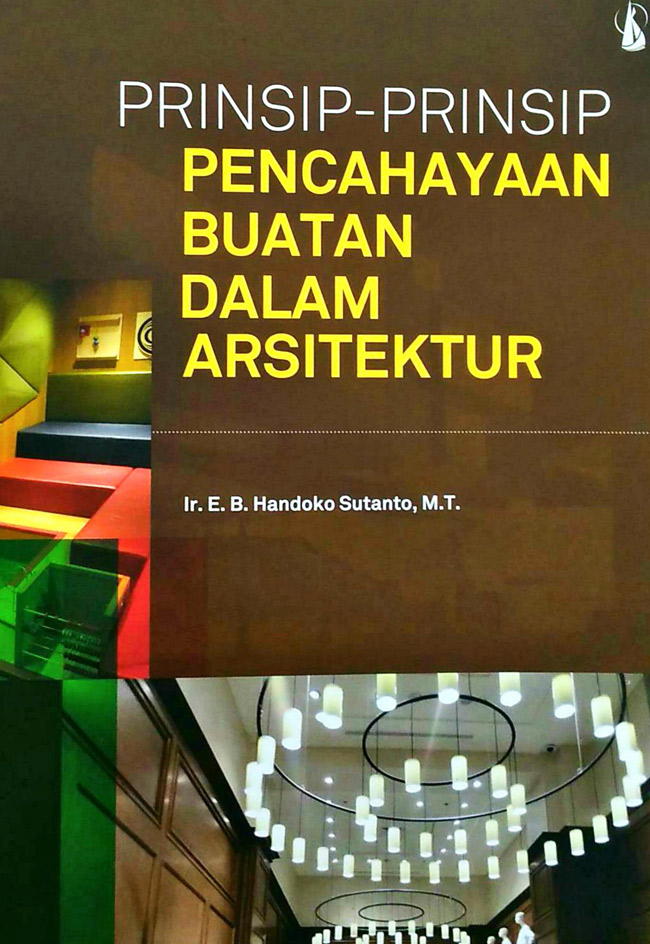 PRINSIP-PRINSIP
PENCAHAYAAN
BUATAN
DALAM
ARSITEKTUR
Ir. E. B. Handoko Sutanto, M.T.